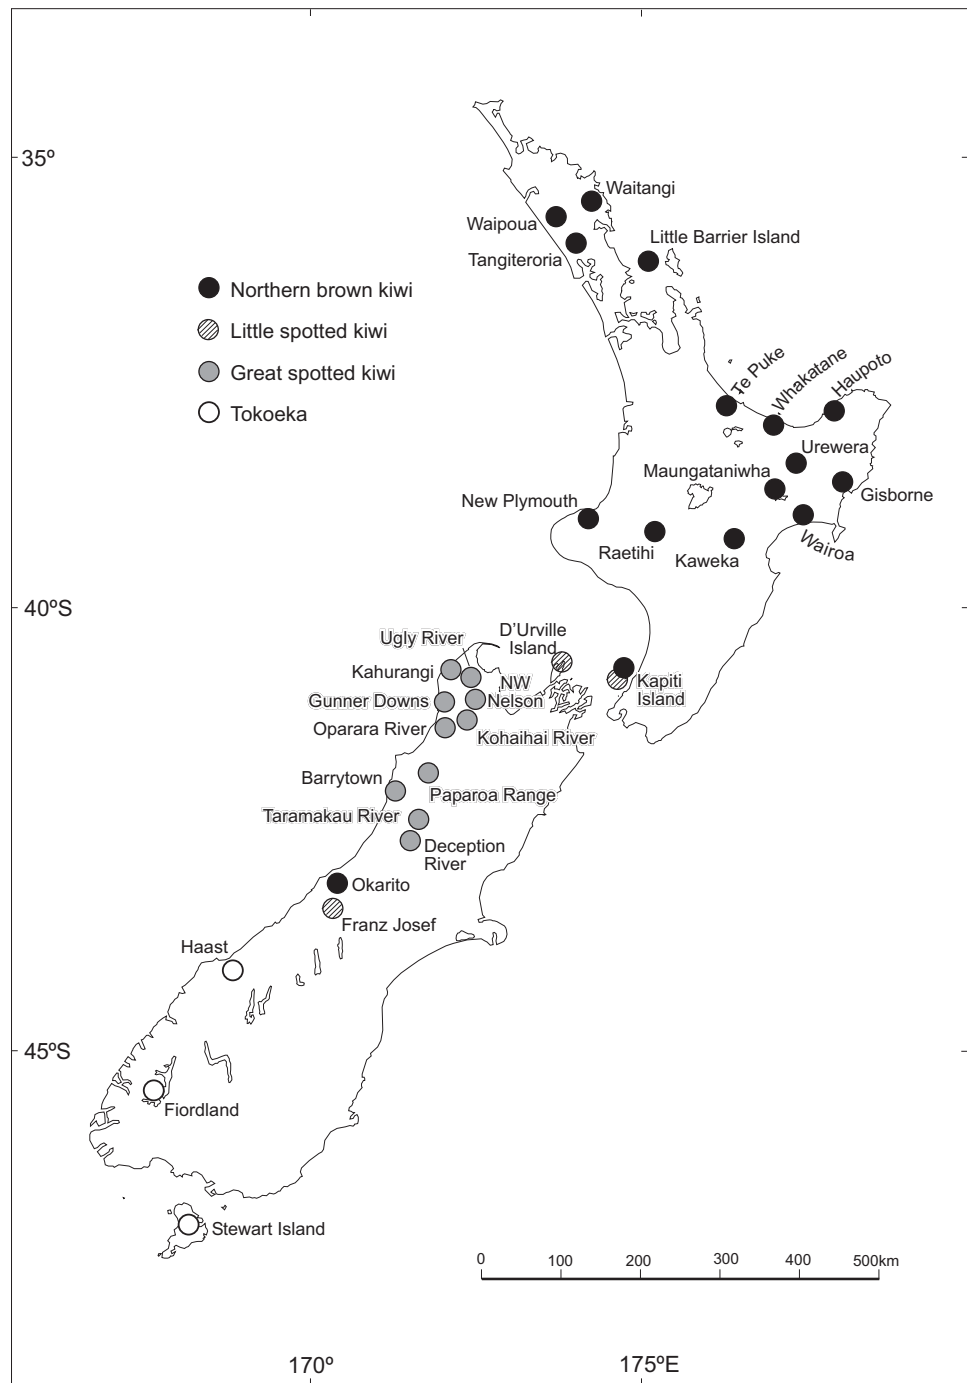 35º
Waitangi
Waipoua
Tangiteroria
Little Barrier Island
Northern brown kiwi
Little spotted kiwi
Great spotted kiwi
Tokoeka
Te Puke
Whakatane
Haupoto
Urewera
Maungataniwha
Gisborne
New Plymouth
Raetihi
Kaweka
Wairoa
40ºS
Ugly River
D'Urville
Island
Kahurangi
NW
Nelson
Kapiti
Island
Gunner Downs
Oparara River
Kohaihai River
Barrytown
Paparoa Range
Taramakau River
Deception
River
Okarito
Franz Josef
Haast
45ºS
Fiordland
Stewart Island
0 100 200 300 400 500km
170º 175ºE